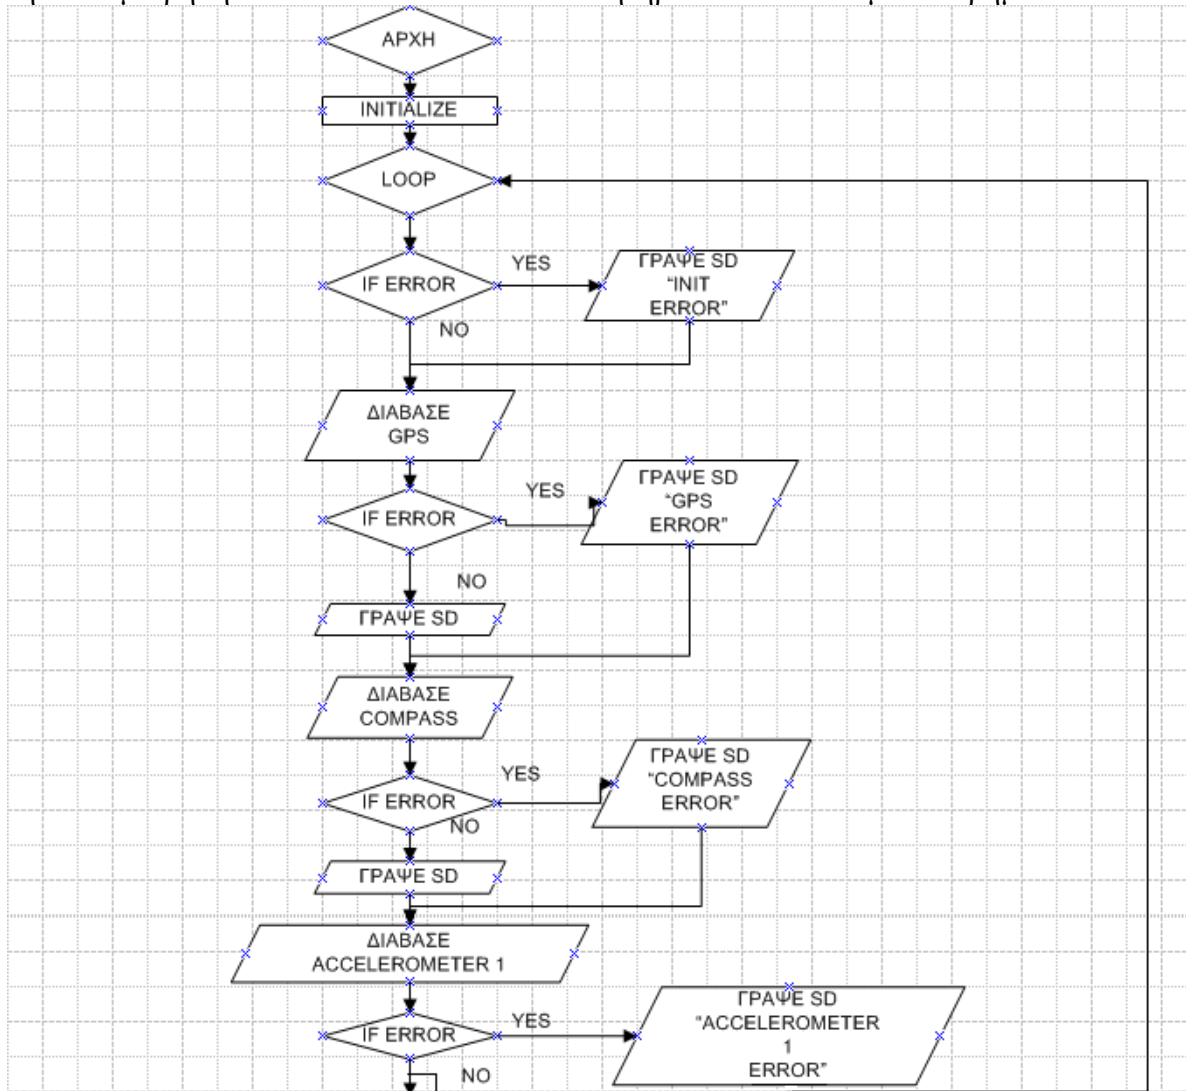 ΑΡΧΗ
INITIALIZE
LOOP
IF ERROR
YES
ΓΡΑΨΕ SD
“INIT
ERROR”
NO
ΔΙΑΒΑΣΕ
GPS
IF ERROR
YES
ΓΡΑΨΕ SD
“GPS
ERROR”
NO
ΓΡΑΨΕ SD
ΔΙΑΒΑΣΕ
COMPASS
IF ERROR
YES
ΓΡΑΨΕ SD
“COMPASS
ERROR”
NO
ΓΡΑΨΕ SD
ΔΙΑΒΑΣΕ
ACCELEROMETER 1
IF ERROR
YES
ΓΡΑΨΕ SD
“ACCELEROMETER
1
ERROR”
NO